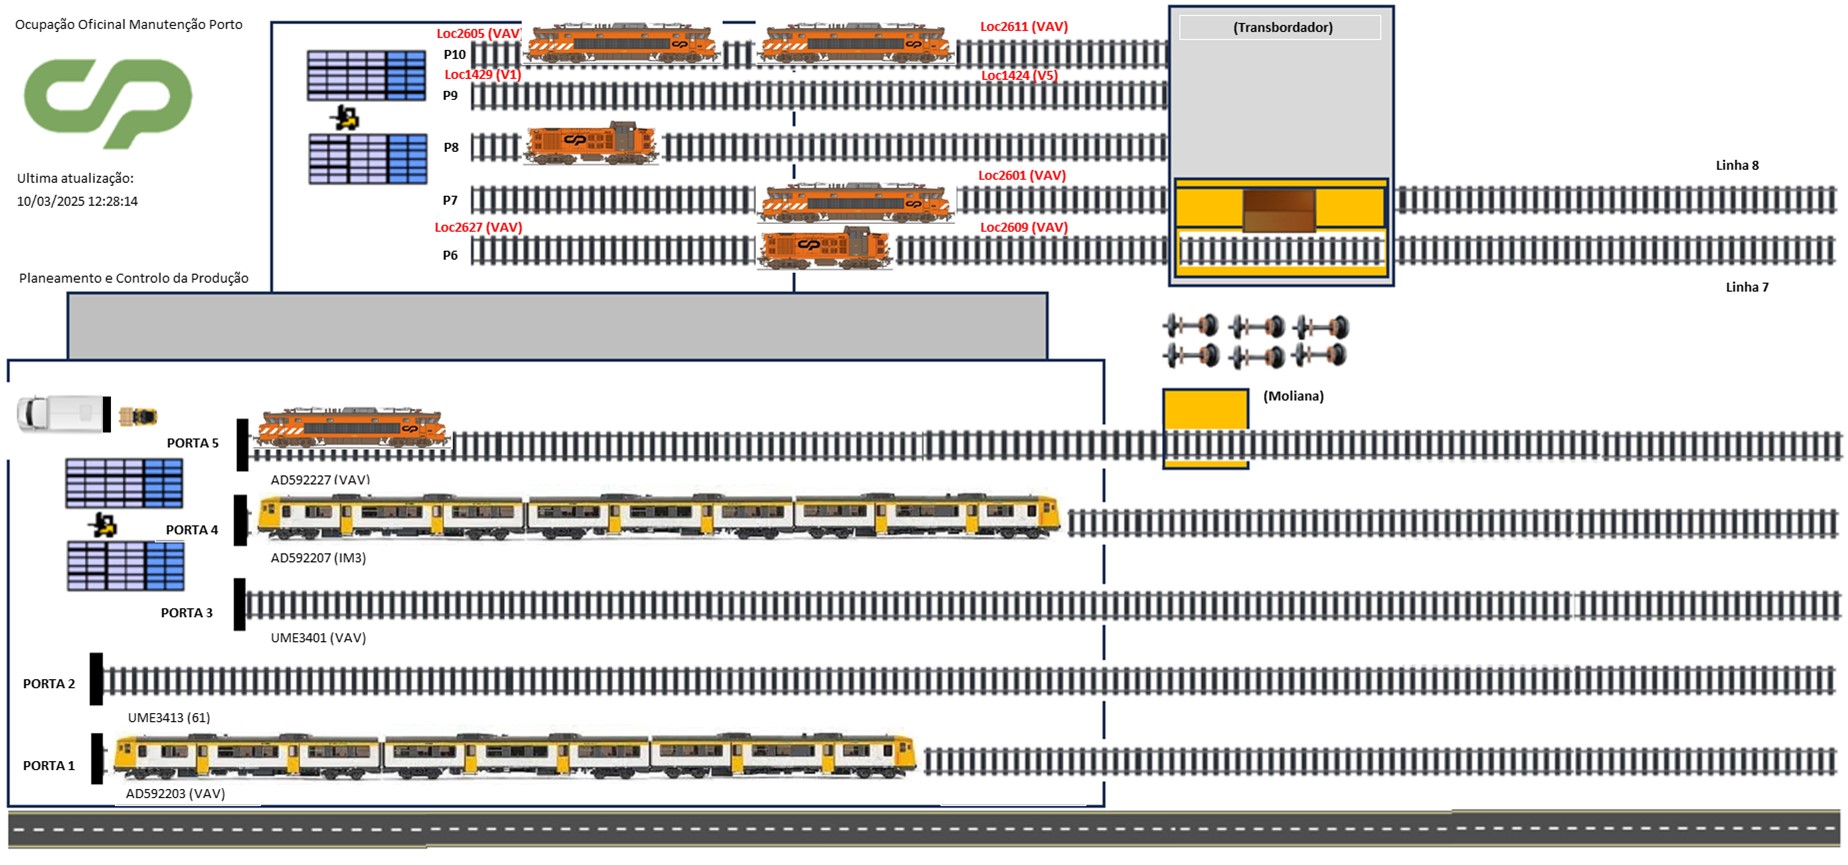 Ocupação Oficinal Manutenção Porto
Loc2605 (VAV)
Loc2611 (VAV)
(Transbordador)
P10
Loc1429 (V1)
Loc1424 (V5)
P9
P8
Linha 8
Ultima atualização:
10/03/2025 12:28:14
Loc2601 (VAV)
P7
Loc2627 (VAV)
Loc2609 (VAV)
P6
Planeamento e Controlo da Produção
Linha 7
(Moliana)
PORTA 5
AD592227 (VAV)
PORTA 4
AD592207 (IM3)
PORTA 3
UME3401 (VAV)
PORTA 2
UME3413 (61)
PORTA 1
AD592203 (VAV)